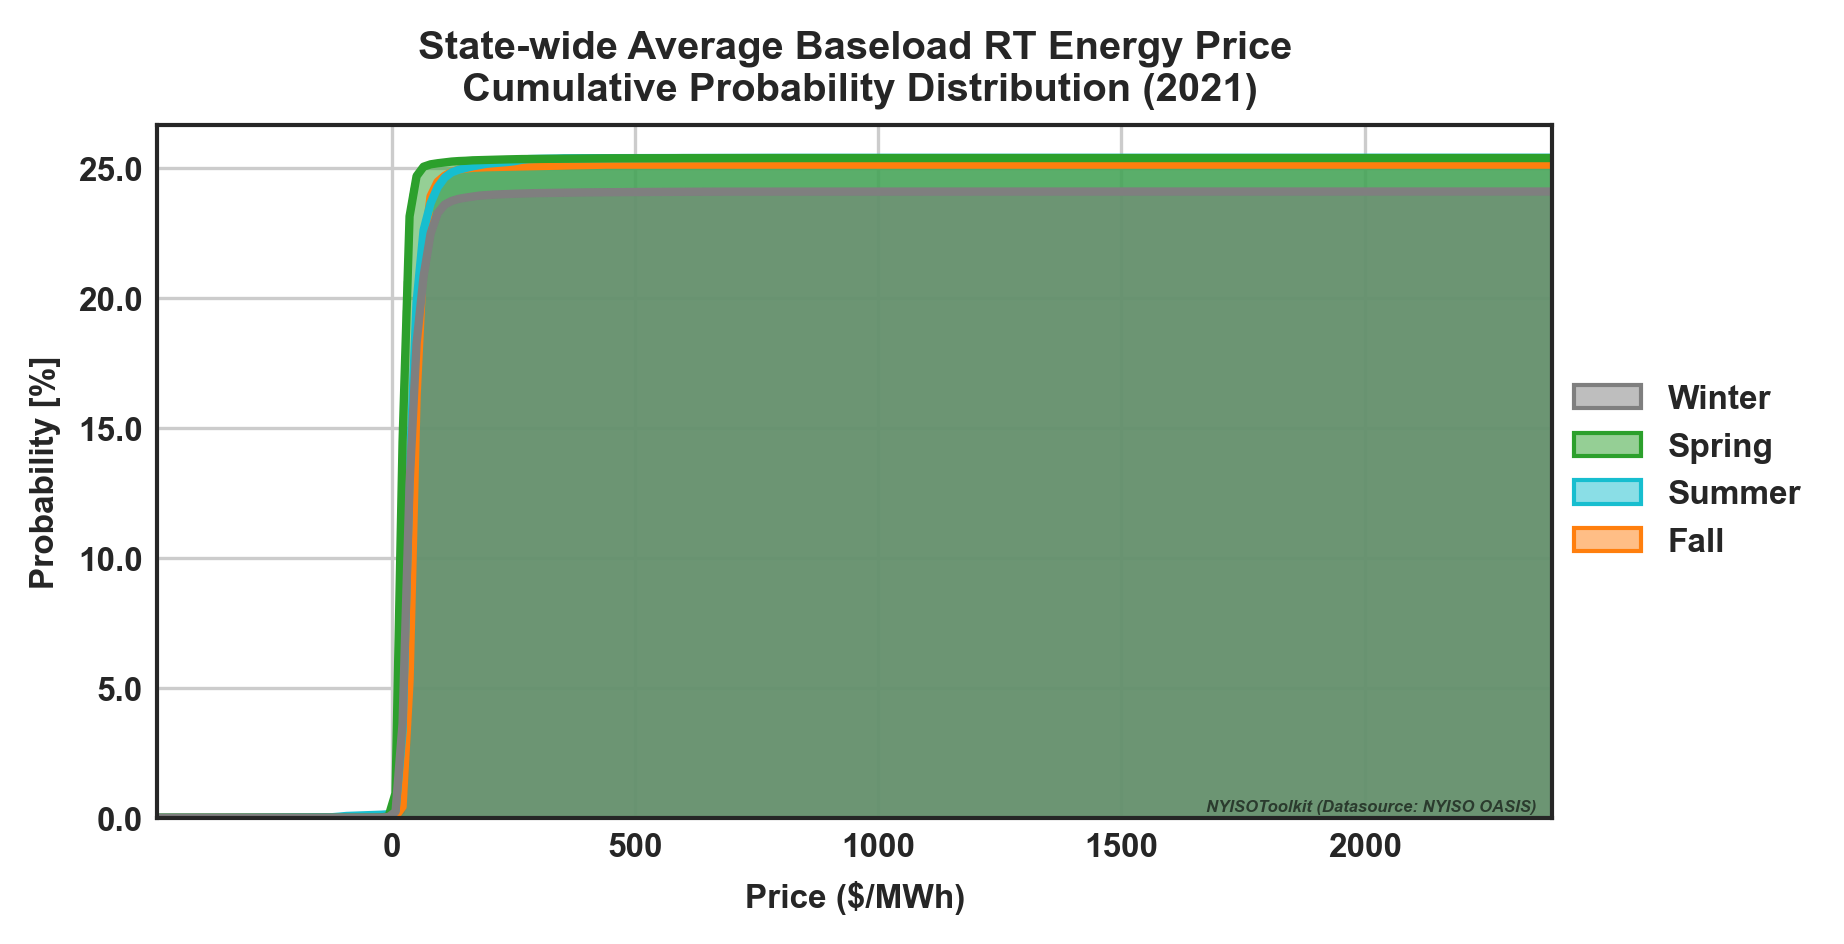 State-wide Average Baseload RT Energy Price
Cumulative Probability Distribution (2021)
Probability [%]
25.0
20.0
15.0
10.0
5.0
0.0
0 500 1000 1500 2000
Price ($/MWh)
Winter
Spring
Summer
Fall
NYISOToolkit (Datasource: NYISO OASIS)